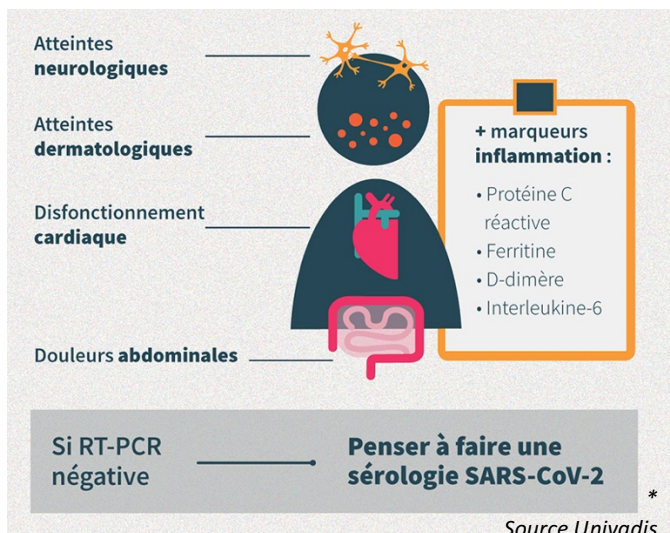 Atteintes
neurologiques
Atteintes
dermatologiques
Disfonctionnement
cardiaque
Douleurs abdominales
+ marqueurs
inflammation :
• Protéine C
réactive
• Ferritine
• D-dimère
• Interleukine-6
Si RT-PCR
négative
Penser à faire une
sérologie SARS-CoV-2
*
Source Univadis